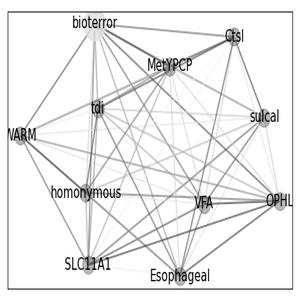 bioterror
Ctsl
MetYPCP
tdi
sulcal
WARM
homonymous
VFA
OPHL
SLC11A1
Esophageal